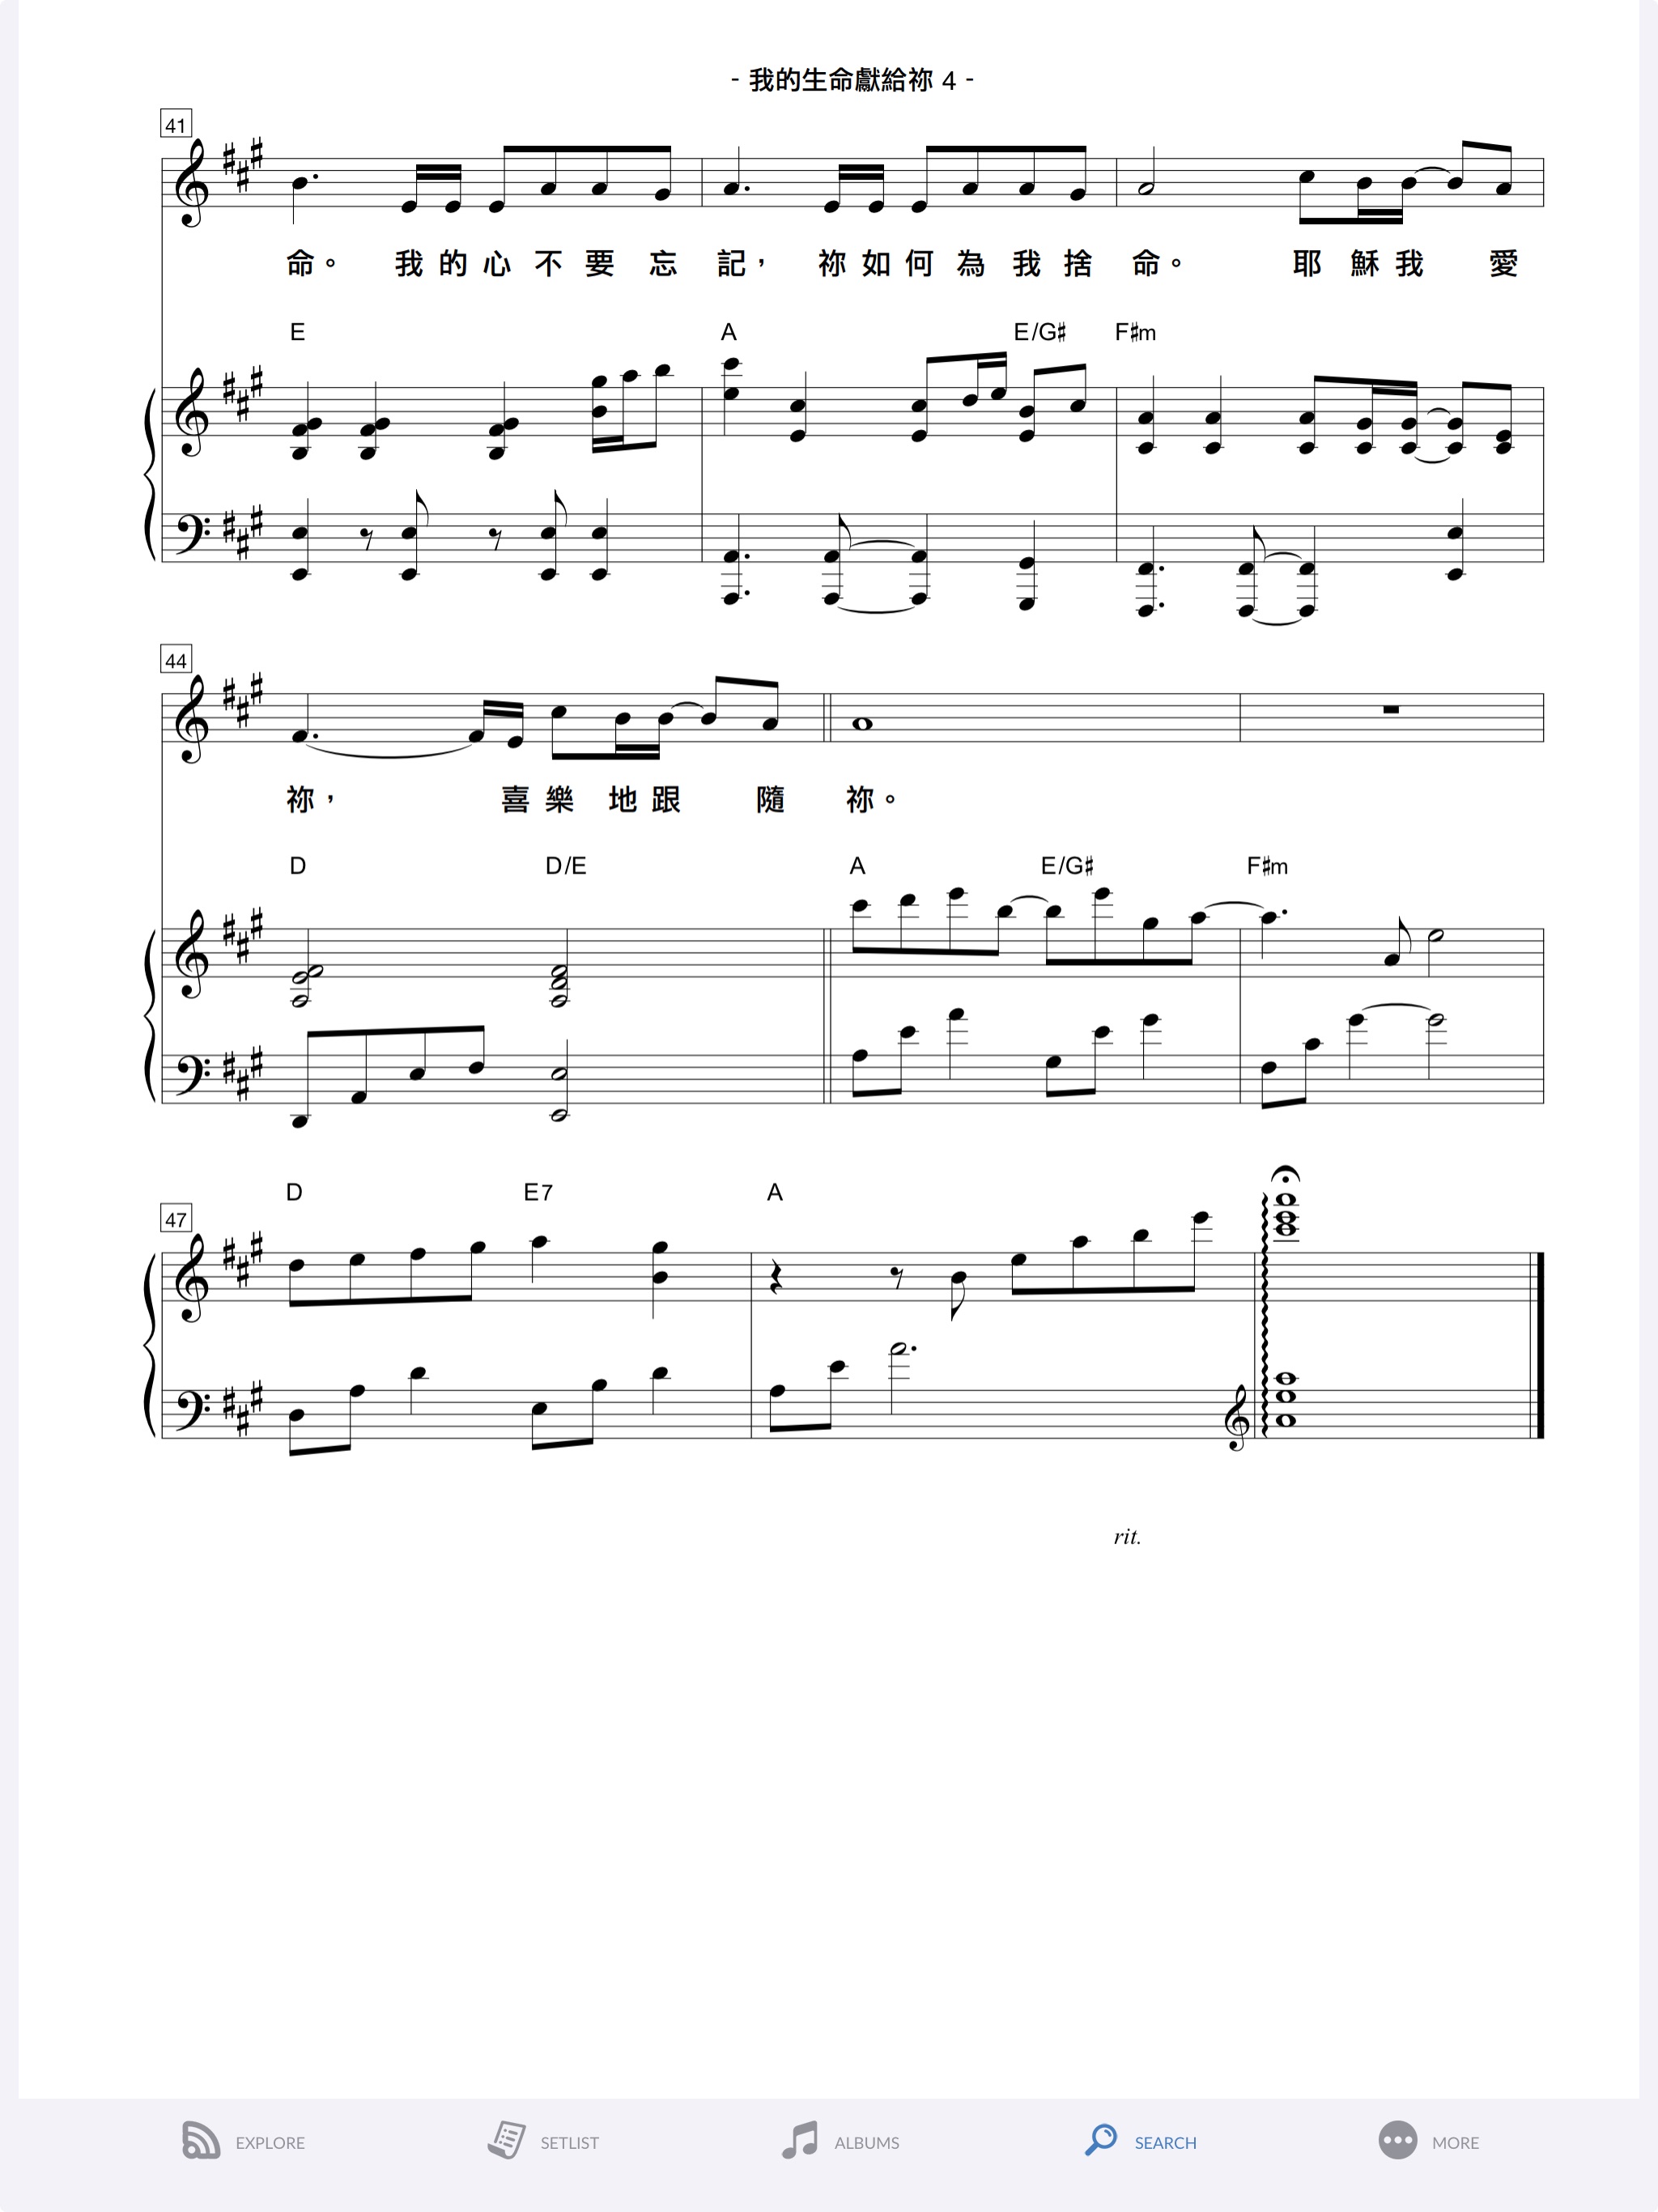 - 我的生命獻給祢 4 -
41
命。 我的心不要忘記， 祢如何為我捨命。 耶穌我愛
E A E/G♯ F♯m
44
祢， 喜樂地跟隨祢。
D D/E A E/G♯ F♯m
D E7 A
47
rit.
EXPLORE SETLIST ALBUMS SEARCH MORE